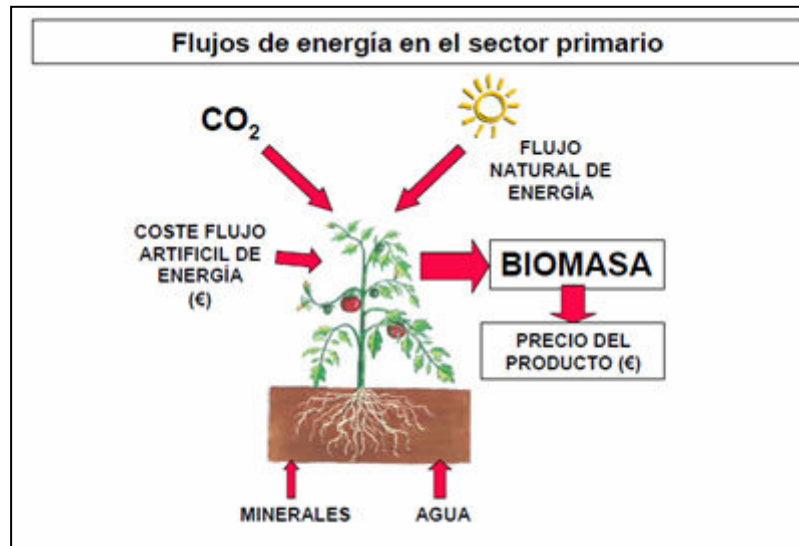 Flujos de energía en el sector primario
CO₂
FLUJO
NATURAL DE
ENERGÍA
COSTE FLUJO
ARTIFICIL DE
ENERGÍA
(€)
BIOMASA
PRECIO DEL
PRODUCTO (€)
MINERALES
AGUA